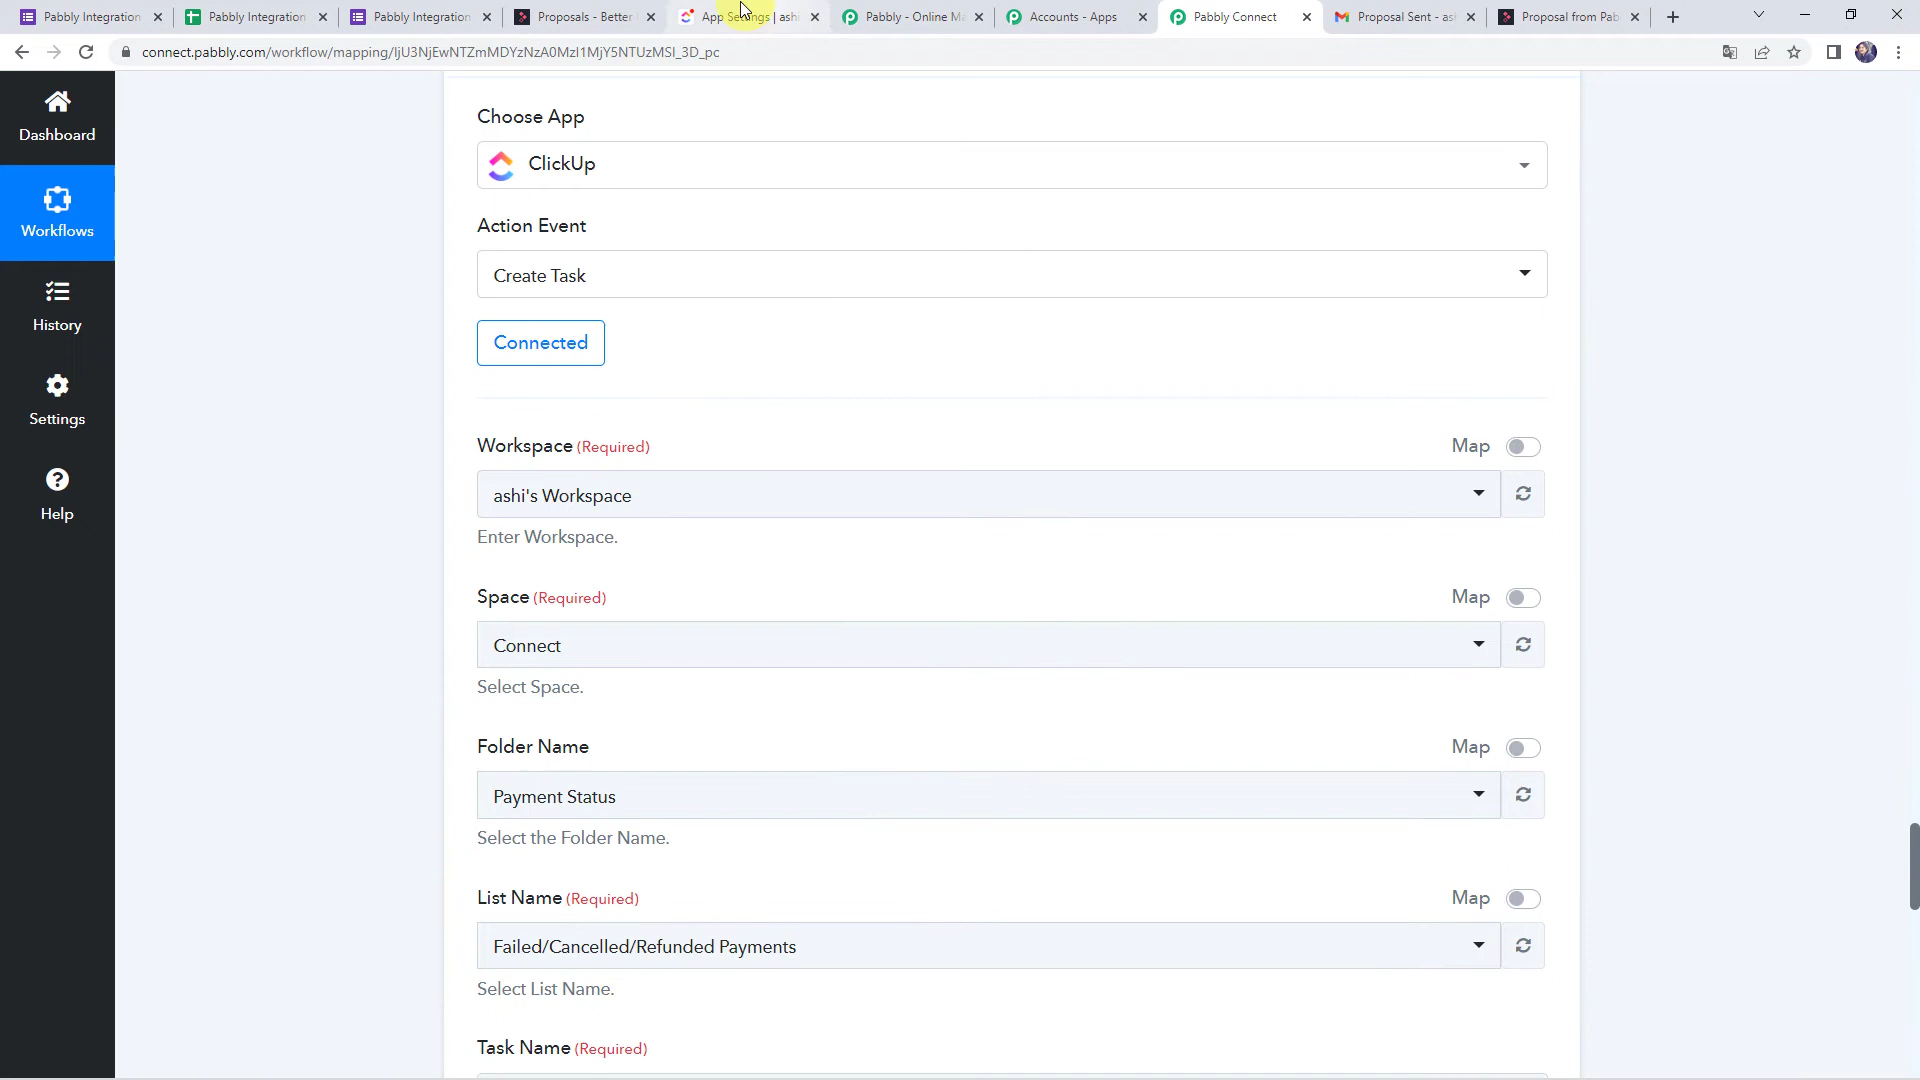 Pabbly Integration
Pabbly Integration
Pabbly Integration
Proposals - Better
App Settings | ashi
Pabbly - Online Ma
Accounts - Apps
Pabbly Connect
Proposal Sent - as
Proposal from Pab
connect.pabbly.com/workflow/mapping/IjU3NjEwNTZmMDYzNzA0MzI1MjY5NTUzMSI_3D_pc
Dashboard
Workflows
History
Settings
Help
Choose App
ClickUp
Action Event
Create Task
Connected
Workspace (Required)
Map
ashi's Workspace
Enter Workspace.
Space (Required)
Map
Connect
Select Space.
Folder Name
Map
Payment Status
Select the Folder Name.
List Name (Required)
Map
Failed/Cancelled/Refunded Payments
Select List Name.
Task Name (Required)